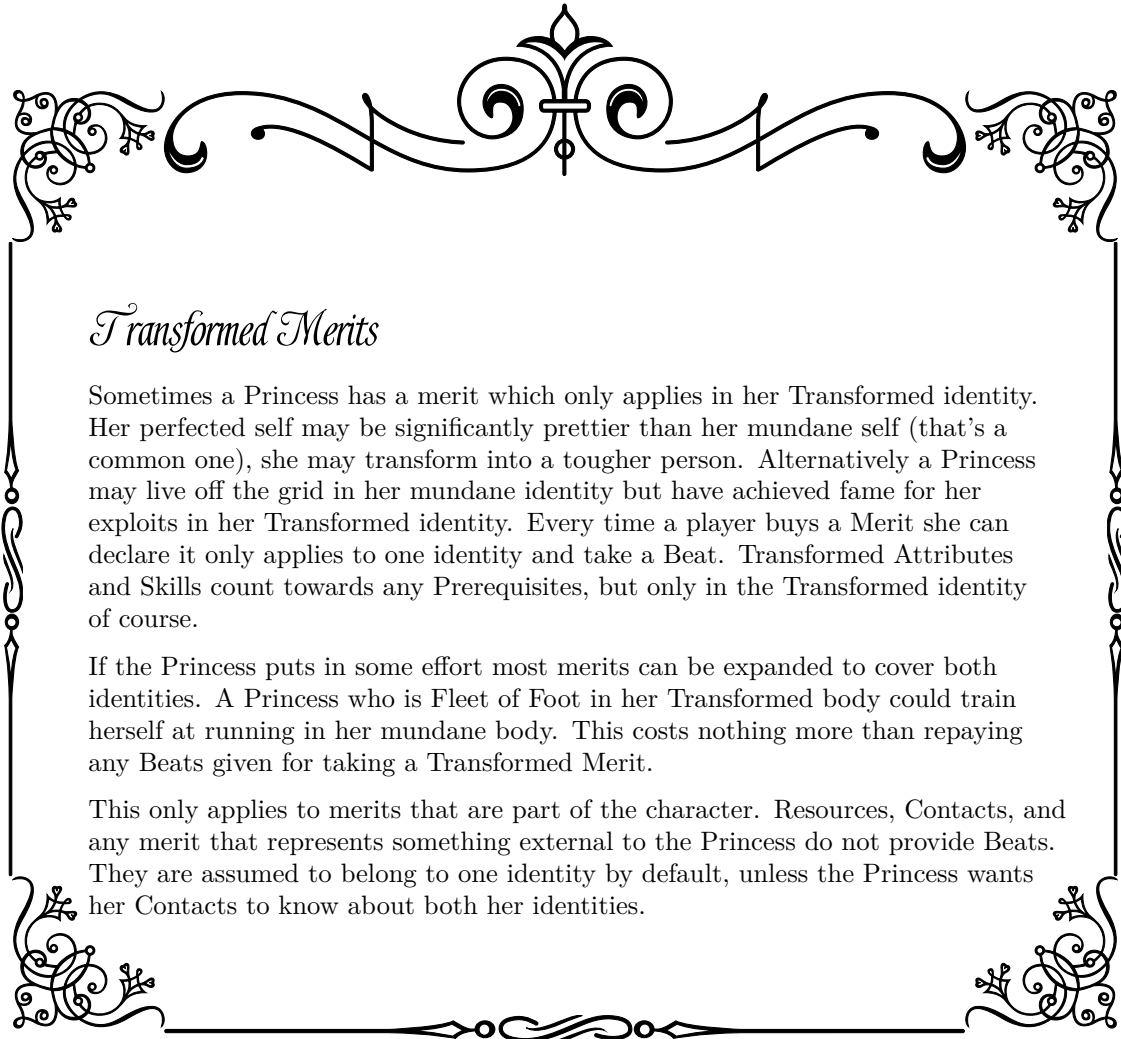 Transformed Merits
Sometimes a Princess has a merit which only applies in her Transformed identity.
Her perfected self may be significantly prettier than her mundane self (that's a
common one), she may transform into a tougher person. Alternatively a Princess
may live off the grid in her mundane identity but have achieved fame for her
exploits in her Transformed identity. Every time a player buys a Merit she can
declare it only applies to one identity and take a Beat. Transformed Attributes
and Skills count towards any Prerequisites, but only in the Transformed identity
of course.
If the Princess puts in some effort most merits can be expanded to cover both
identities. A Princess who is Fleet of Foot in her Transformed body could train
herself at running in her mundane body. This costs nothing more than repaying
any Beats given for taking a Transformed Merit.
This only applies to merits that are part of the character. Resources, Contacts, and
any merit that represents something external to the Princess do not provide Beats.
They are assumed to belong to one identity by default, unless the Princess wants
her Contacts to know about both her identities.